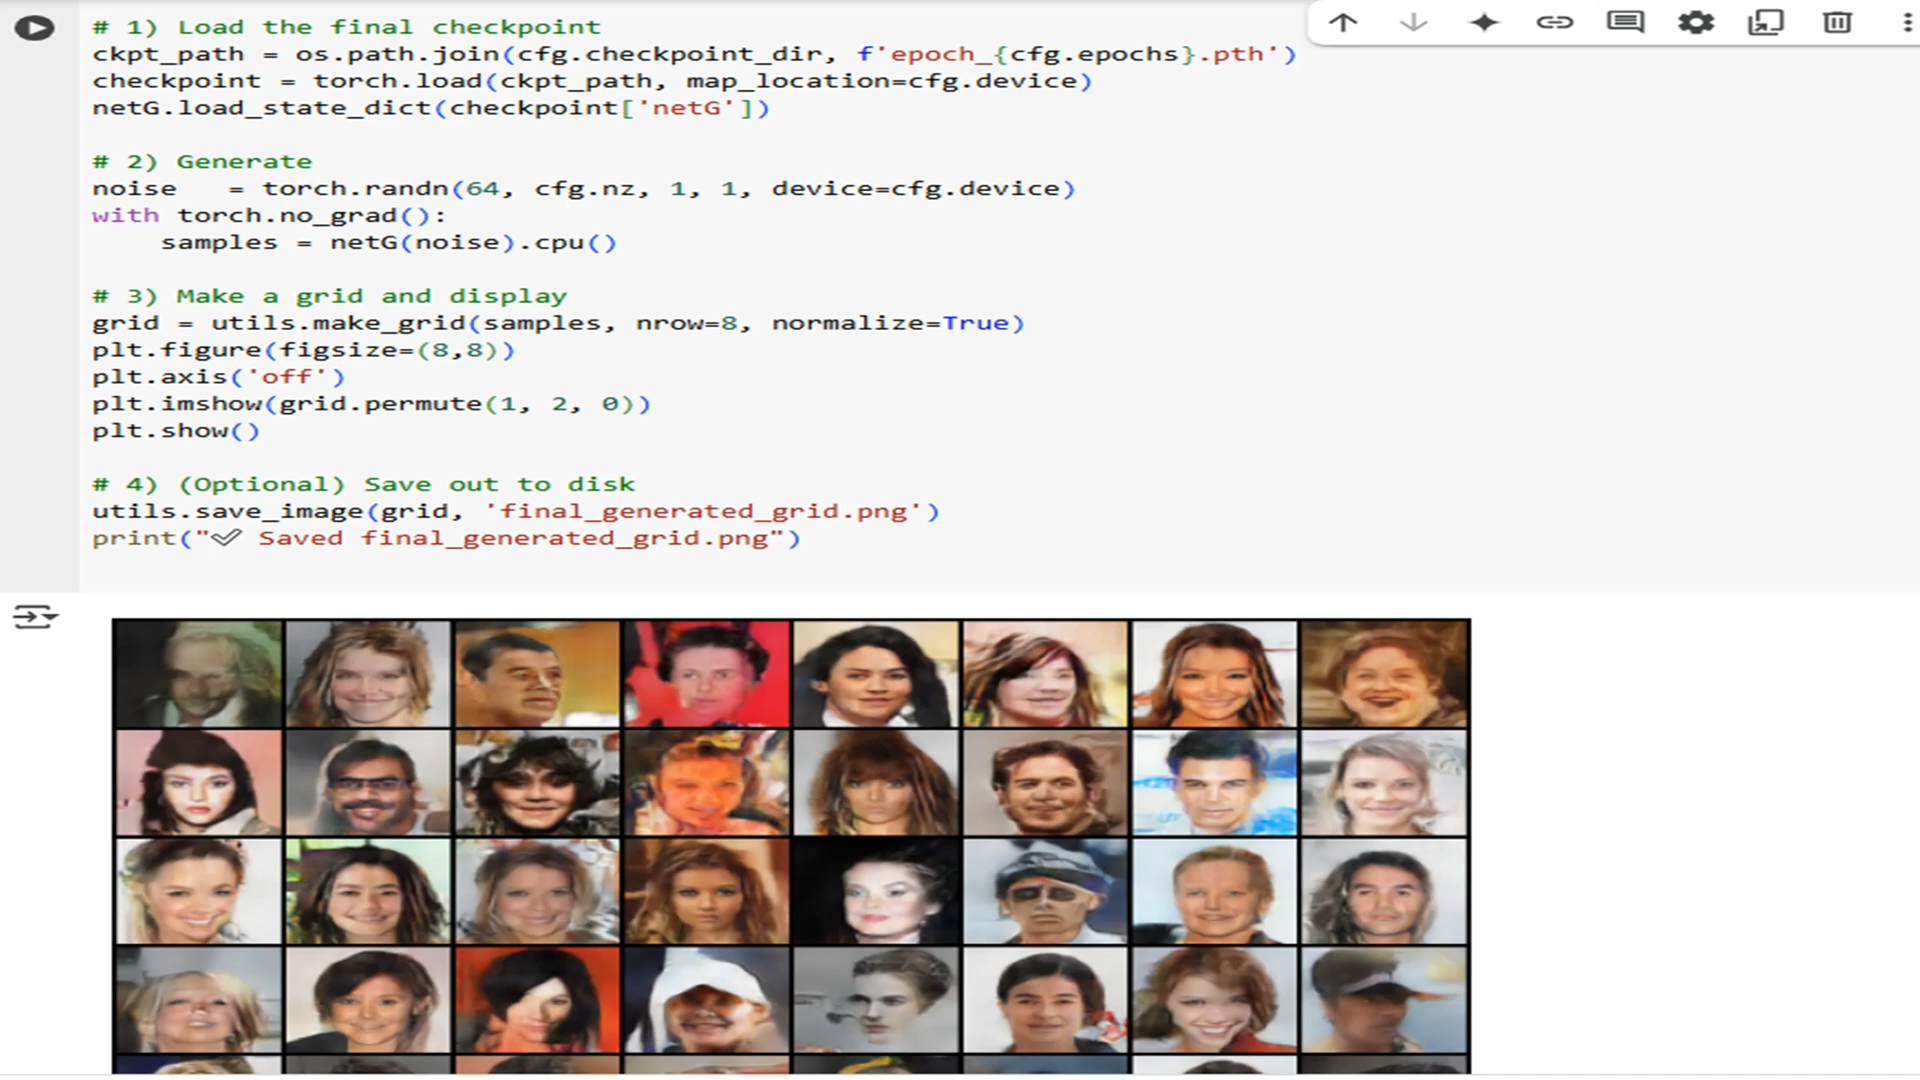 # 1) Load the final checkpoint
ckpt_path = os.path.join(cfg.checkpoint_dir, f'epoch_{cfg.epochs}.pth')
checkpoint = torch.load(ckpt_path, map_location=cfg.device)
netG.load_state_dict(checkpoint['netG'])
# 2) Generate
noise   = torch.randn(64, cfg.nz, 1, 1, device=cfg.device)
with torch.no_grad():
    samples = netG(noise).cpu()
# 3) Make a grid and display
grid = utils.make_grid(samples, nrow=8, normalize=True)
plt.figure(figsize=(8,8))
plt.axis('off')
plt.imshow(grid.permute(1, 2, 0))
plt.show()
# 4) (Optional) Save out to disk
utils.save_image(grid, 'final_generated_grid.png')
print("✅ Saved final_generated_grid.png")